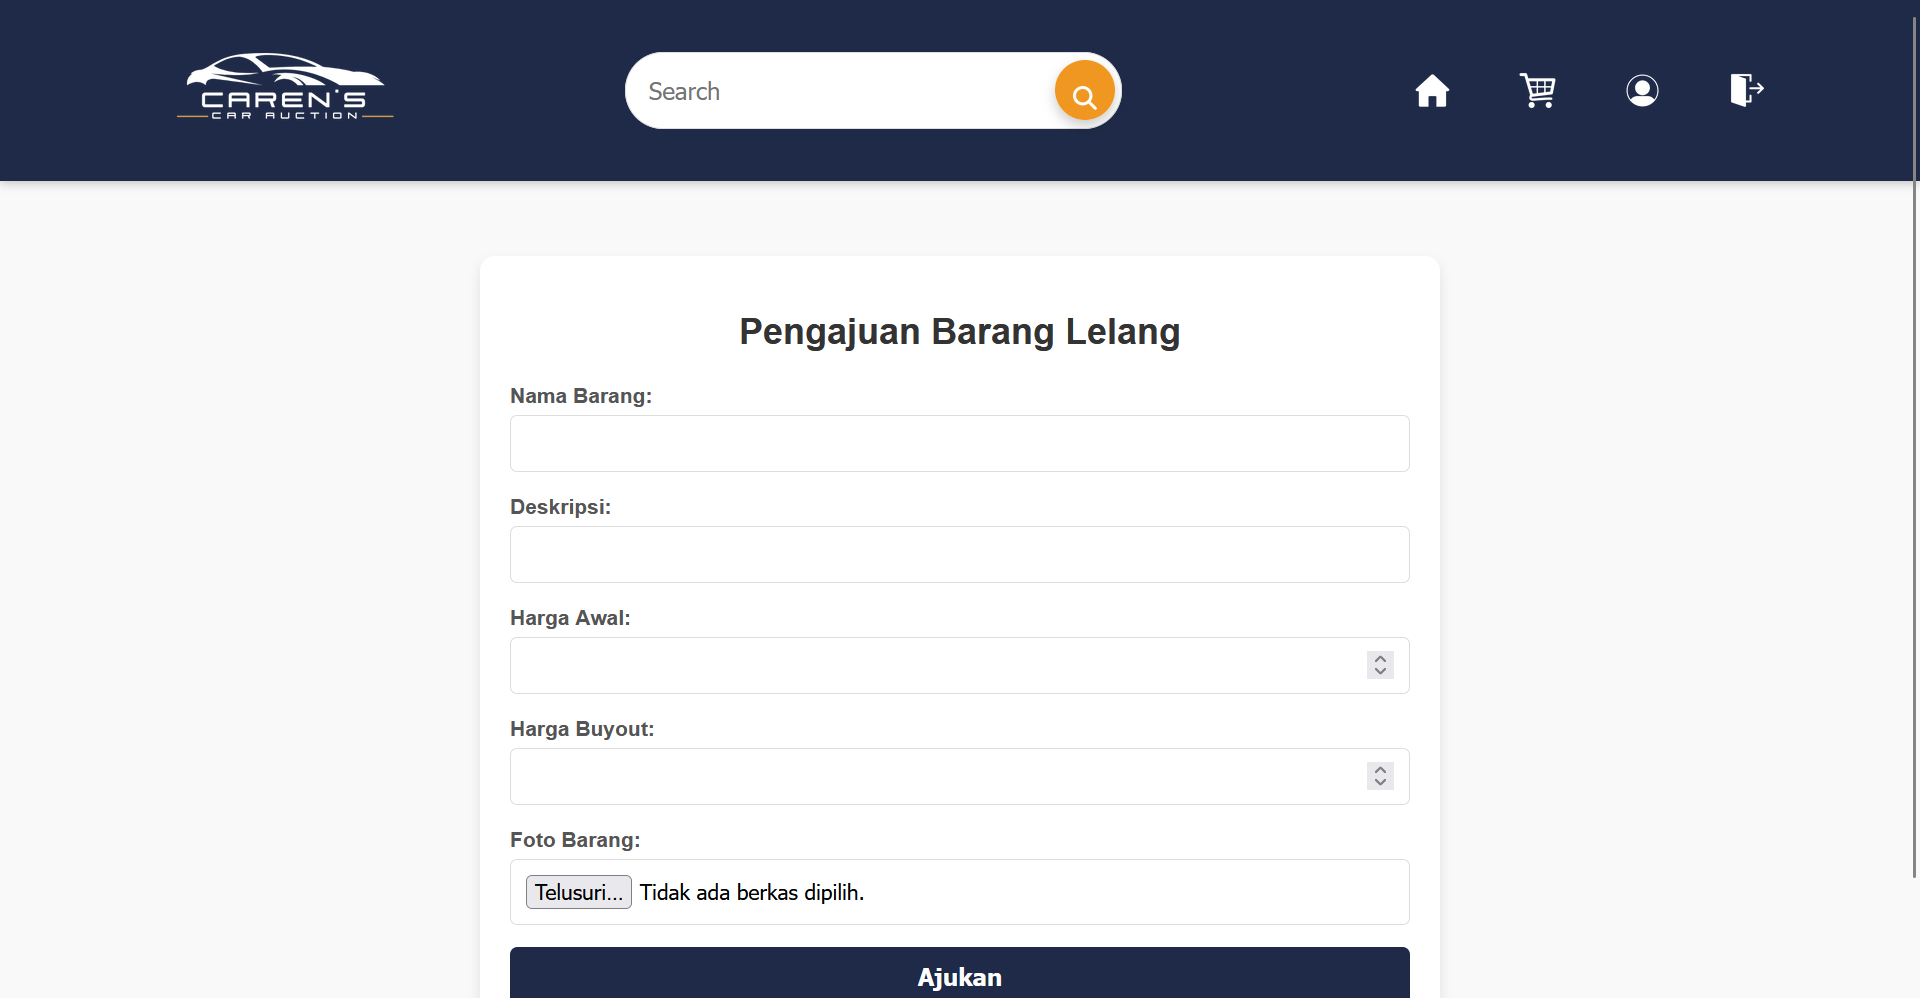 CAREN'S
CAR AUCTION
Search
Pengajuan Barang Lelang
Nama Barang:
Deskripsi:
Harga Awal:
Harga Buyout:
Foto Barang:
Telusuri... Tidak ada berkas dipilih.
Ajukan